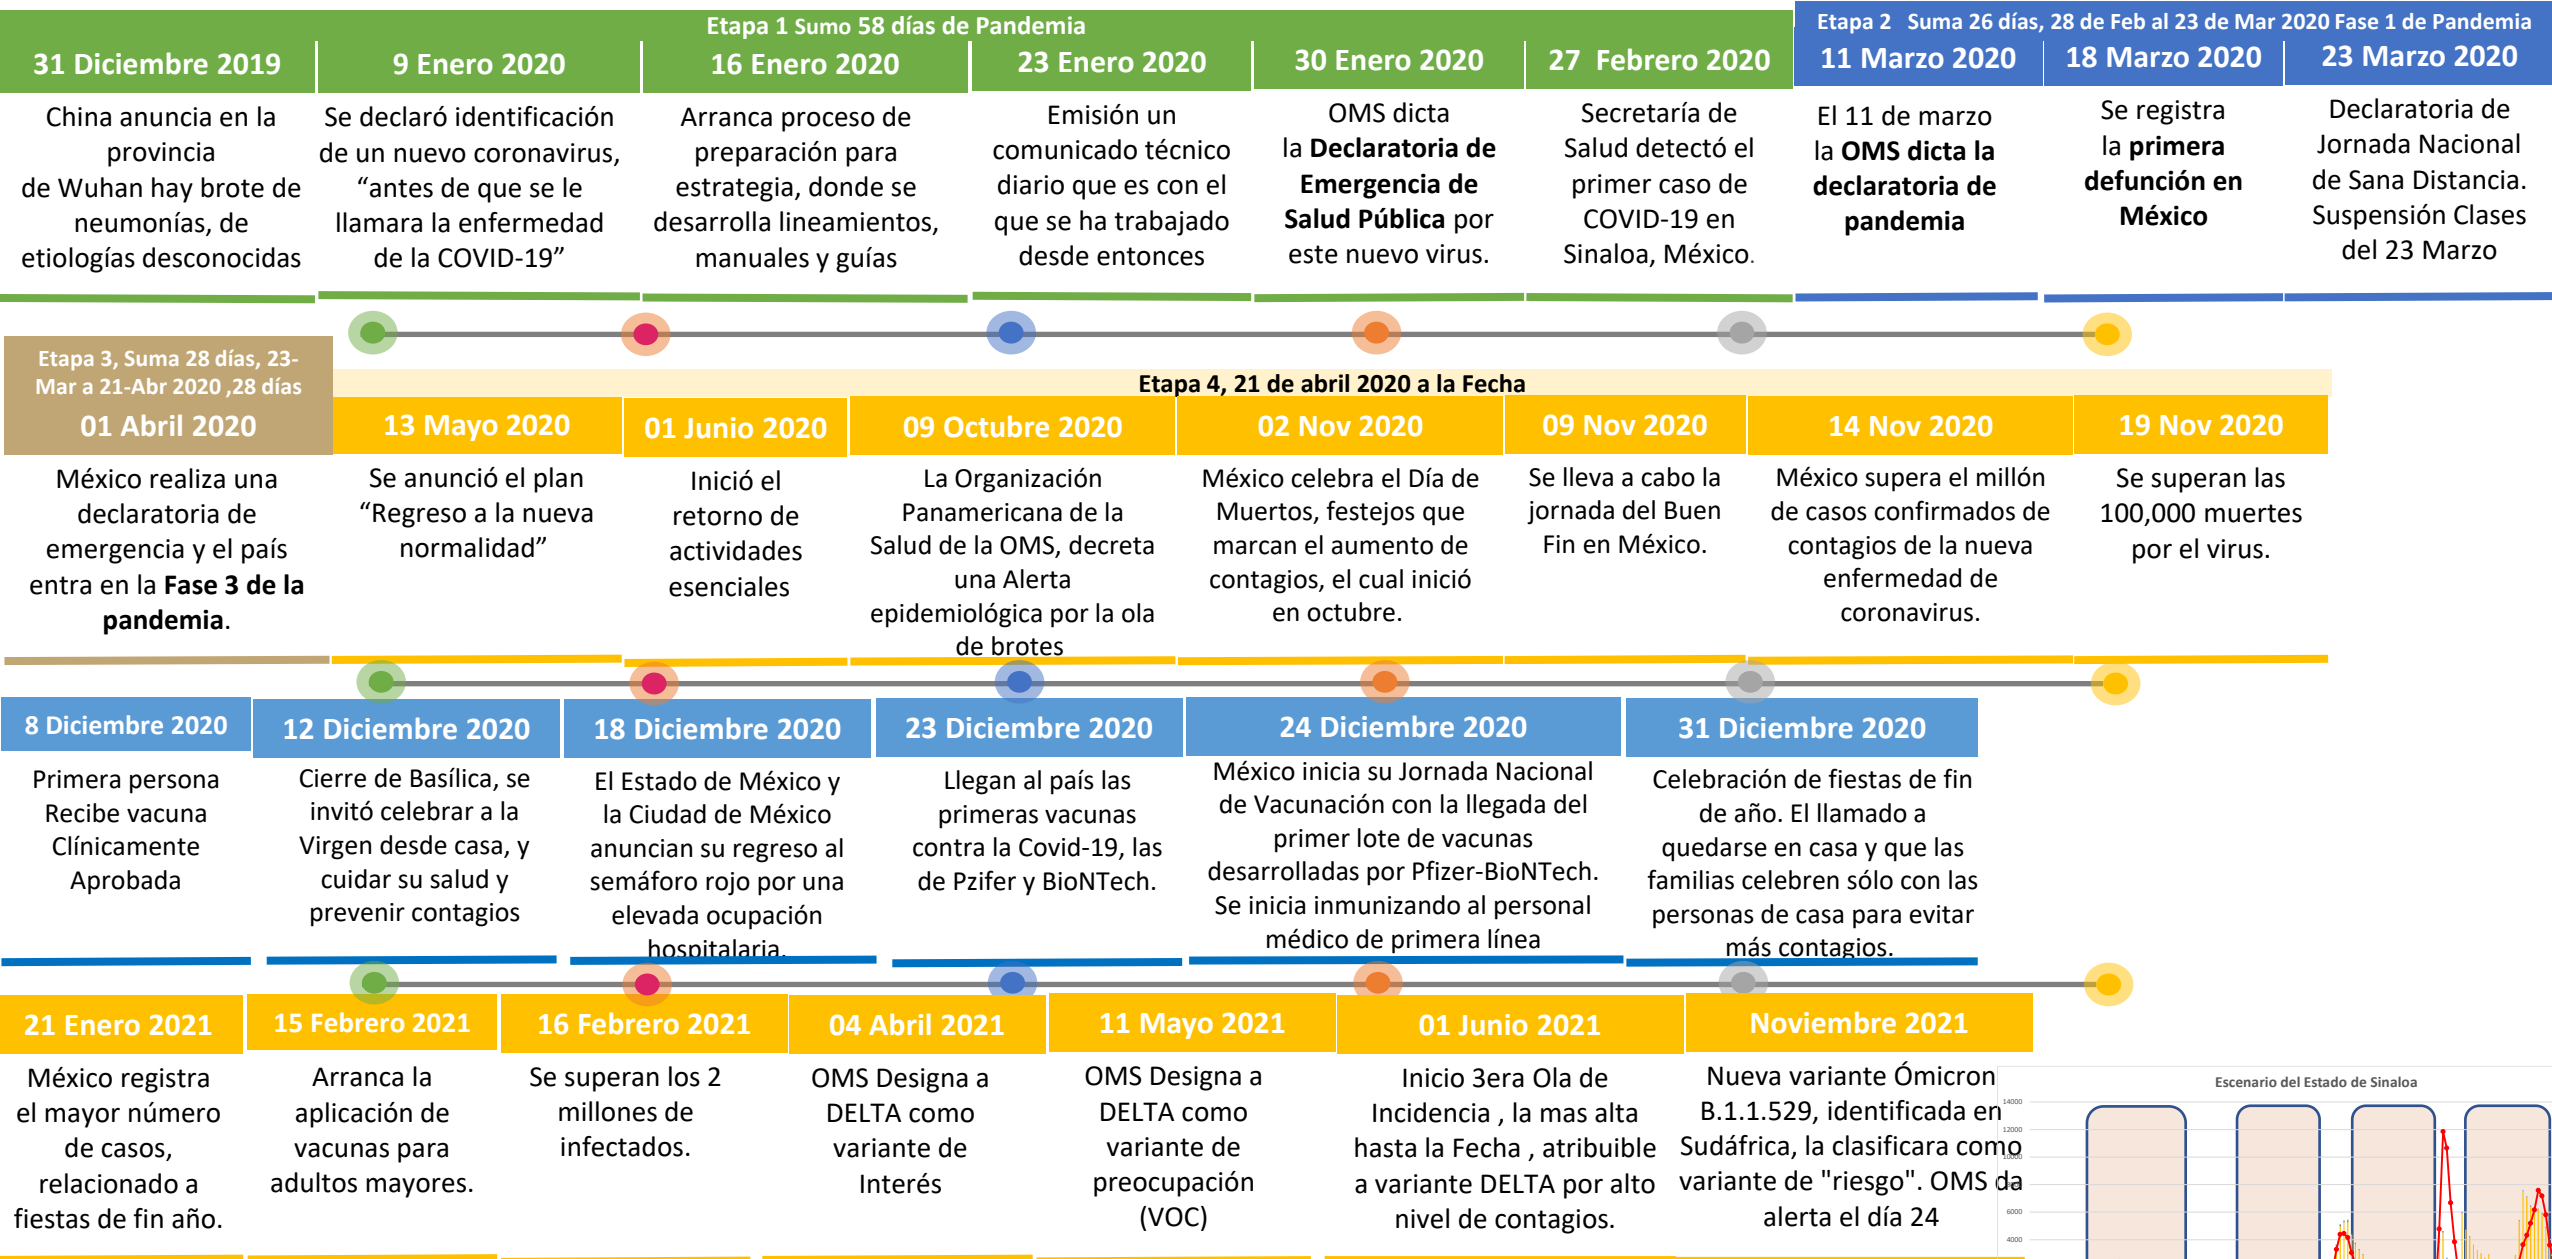 Etapa 1 Sumo 58 días de Pandemia
Etapa 2 Suma 26 días, 28 de Feb al 23 de Mar 2020 Fase 1 de Pandemia
31 Diciembre 2019
China anuncia en la
provincia
de Wuhan hay brote de
neumonías, de
etiologías desconocidas
9 Enero 2020
Se declaró identificación
de un nuevo coronavirus,
“antes de que se le
llamara la enfermedad
de la COVID-19”
16 Enero 2020
Arranca proceso de
preparación para
estrategia, donde se
desarrolla lineamientos,
manuales y guías
23 Enero 2020
Emisión un
comunicado técnico
diario que es con el
que se ha trabajado
desde entonces
30 Enero 2020
OMS dicta
la Declaratoria de
Emergencia de
Salud Pública por
este nuevo virus.
27 Febrero 2020
Secretaría de
Salud detectó el
primer caso de
COVID-19 en
Sinaloa, México.
11 Marzo 2020
El 11 de marzo
la OMS dicta la
declaratoria de
pandemia
18 Marzo 2020
Se registra
la primera
defunción en
México
23 Marzo 2020
Declaratoria de
Jornada Nacional
de Sana Distancia.
Suspensión Clases
del 23 Marzo
Etapa 3, Suma 28 días, 23-
Mar a 21-Abr 2020 ,28 días
01 Abril 2020
México realiza una
declaratoria de
emergencia y el país
entra en la Fase 3 de la
pandemia.
Etapa 4, 21 de abril 2020 a la Fecha
13 Mayo 2020
Se anunció el plan
“Regreso a la nueva
normalidad”
01 Junio 2020
Inició el
retorno de
actividades
esenciales
09 Octubre 2020
La Organización
Panamericana de la
Salud de la OMS, decreta
una Alerta
epidemiológica por la ola
de brotes
02 Nov 2020
México celebra el Día de
Muertos, festejos que
marcan el aumento de
contagios, el cual inició
en octubre.
09 Nov 2020
Se lleva a cabo la
jornada del Buen
Fin en México.
14 Nov 2020
México supera el millón
de casos confirmados de
contagios de la nueva
enfermedad de
coronavirus.
19 Nov 2020
Se superan las
100,000 muertes
por el virus.
8 Diciembre 2020
Primera persona
Recibe vacuna
Clínicamente
Aprobada
12 Diciembre 2020
Cierre de Basílica, se
invitó celebrar a la
Virgen desde casa, y
cuidar su salud y
prevenir contagios
18 Diciembre 2020
El Estado de México y
la Ciudad de México
anuncian su regreso al
semáforo rojo por una
elevada ocupación
hospitalaria.
23 Diciembre 2020
Llegan al país las
primeras vacunas
contra la Covid-19, las
de Pzifer y BioNTech.
24 Diciembre 2020
México inicia su Jornada Nacional
de Vacunación con la llegada del
primer lote de vacunas
desarrolladas por Pfizer-BioNTech.
Se inicia inmunizando al personal
médico de primera línea
31 Diciembre 2020
Celebración de fiestas de fin
de año. El llamado a
quedarse en casa y que las
familias celebren sólo con las
personas de casa para evitar
más contagios.
21 Enero 2021
México registra
el mayor número
de casos,
relacionado a
fiestas de fin año.
15 Febrero 2021
Arranca la
aplicación de
vacunas para
adultos mayores.
16 Febrero 2021
Se superan los 2
millones de
infectados.
04 Abril 2021
OMS Designa a
DELTA como
variante de
Interés
11 Mayo 2021
OMS Designa a
DELTA como
variante de
preocupación
(VOC)
01 Junio 2021
Inicio 3era Ola de
Incidencia , la mas alta
hasta la Fecha , atribuible
a variante DELTA por alto
nivel de contagios.
Noviembre 2021
Nueva variante Ómicron
B.1.1.529, identificada en
Sudáfrica, la clasificara como
variante de "riesgo". OMS da
alerta el día 24
Escenario del Estado de Sinaloa
14000
12000
10000
6000
4000